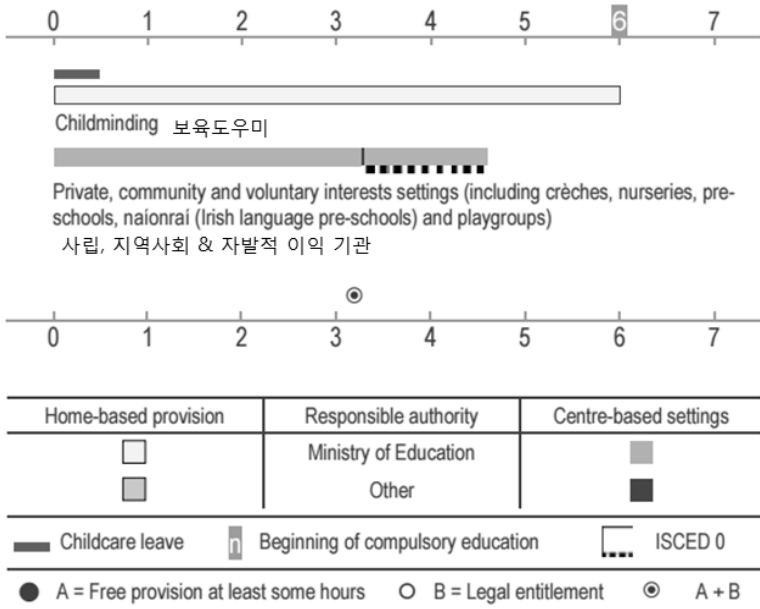 0 1 2 3 4 5 6 7
Childminding 보육도우미
Private, community and voluntary interests settings (including crèches, nurseries, pre-
schools, naíonraí (Irish language pre-schools) and playgroups)
사립, 지역사회 & 자발적 이익 기관
0 1 2 3 4 5 6 7
Home-based provision Responsible authority Centre-based settings
Ministry of Education
Other
Childcare leave n Beginning of compulsory education ISCED 0
A = Free provision at least some hours B = Legal entitlement A + B